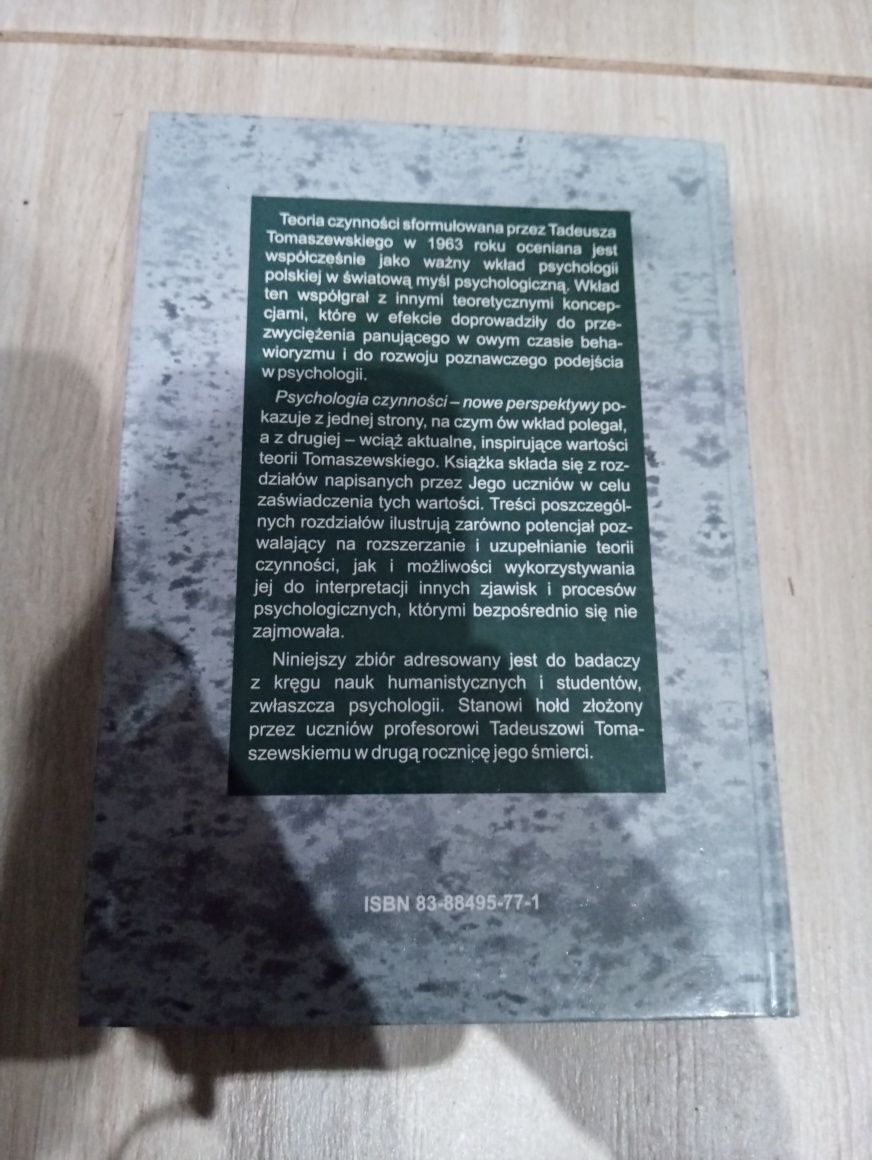 Teoria czynności sformułowana przez Tadeusza
Tomaszewskiego w 1963 roku oceniana jest
współcześnie jako ważny wkład psychologii
polskiej w światową myśl psychologiczną. Wkład
ten współgrał z innymi teoretycznymi koncep-
cjami, które w efekcie doprowadziły do prze-
zwyciężenia panującego w owym czasie beha-
wioryzmu i do rozwoju poznawczego podejścia
w psychologii.
Psychologia czynności – nowe perspektywy po-
kazuje z jednej strony, na czym ów wkład polegał,
a z drugiej – wciąż aktualne, inspirujące wartości
teorii Tomaszewskiego. Książka składa się z roz-
działów napisanych przez Jego uczniów w celu
zaświadczenia tych wartości. Treści poszczegól-
nych rozdziałów ilustrują zarówno potencjał poz-
walający na rozszerzanie i uzupełnianie teorii
czynności, jak i możliwości wykorzystywania
jej do interpretacji innych zjawisk i procesów
psychologicznych, którymi bezpośrednio się nie
zajmowała.
Niniejszy zbiór adresowany jest do badaczy
z kręgu nauk humanistycznych i studentów,
zwłaszcza psychologii. Stanowi hołd złożony
przez uczniów profesorowi Tadeuszowi Toma-
szewskiemu w drugą rocznicę jego śmierci.
ISBN 83-88495-77-1